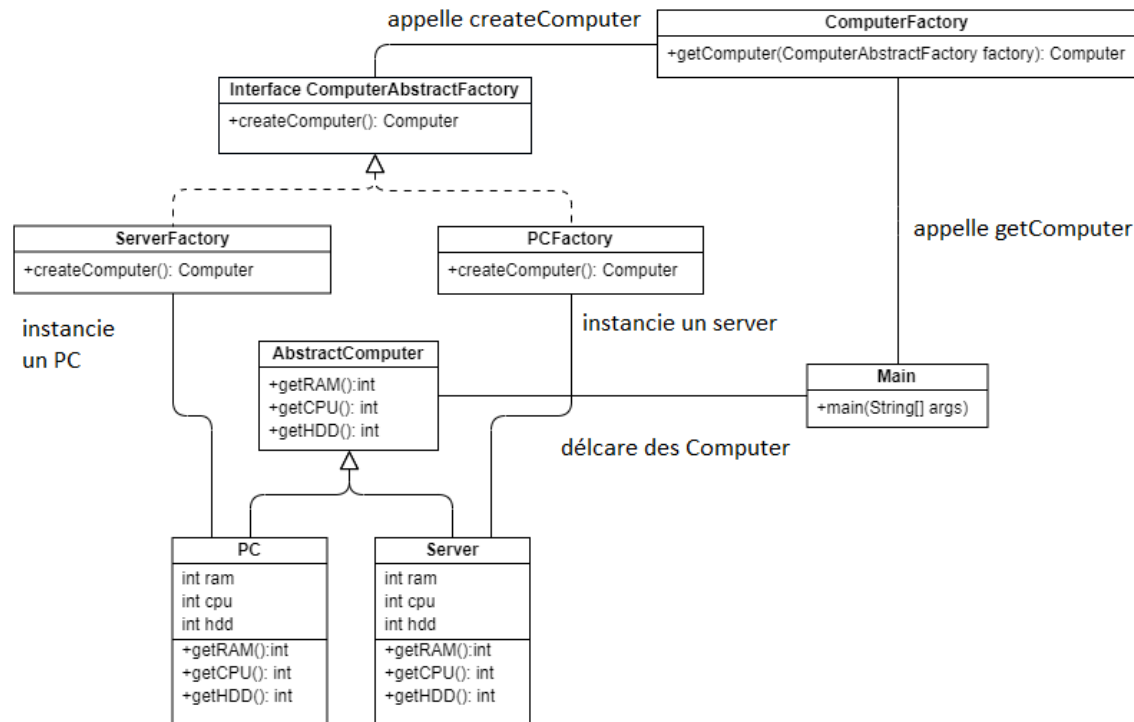 appelle createComputer
ComputerFactory
+getComputer(ComputerAbstractFactory factory): Computer
Interface ComputerAbstractFactory
+createComputer(): Computer
ServerFactory
+createComputer(): Computer
PCFactory
+createComputer(): Computer
appelle getComputer
instancie
un PC
instancie un server
AbstractComputer
+getRAM():int
+getCPU(): int
+getHDD(): int
Main
+main(String[] args)
délcare des Computer
PC
int ram
int cpu
int hdd
+getRAM():int
+getCPU(): int
+getHDD(): int
Server
int ram
int cpu
int hdd
+getRAM():int
+getCPU(): int
+getHDD(): int